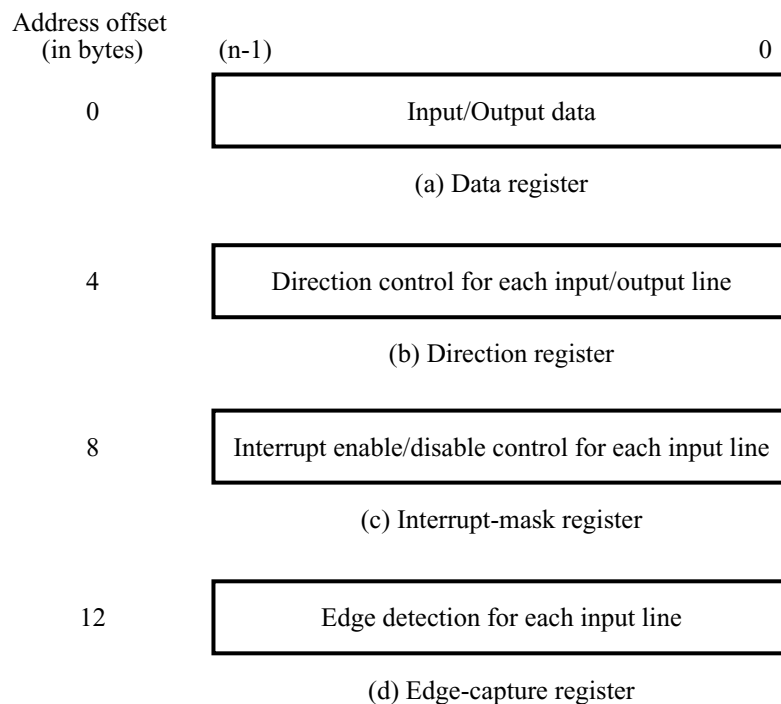 Address offset
(in bytes)
(n-1)
0
0
Input/Output data
(a) Data register
4
Direction control for each input/output line
(b) Direction register
8
Interrupt enable/disable control for each input line
(c) Interrupt-mask register
12
Edge detection for each input line
(d) Edge-capture register